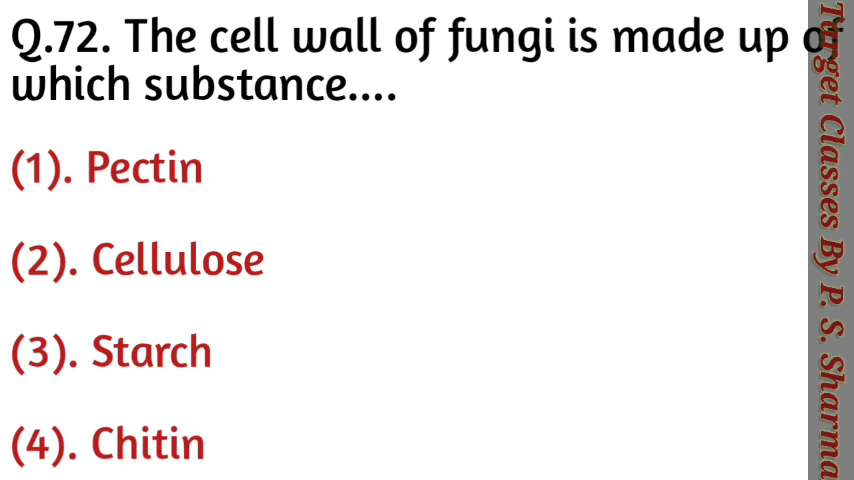 Q.72. The cell wall of fungi is made up of
which substance....
(1). Pectin
(2). Cellulose
(3). Starch
(4). Chitin
Turget Classes By P. S. Sharma